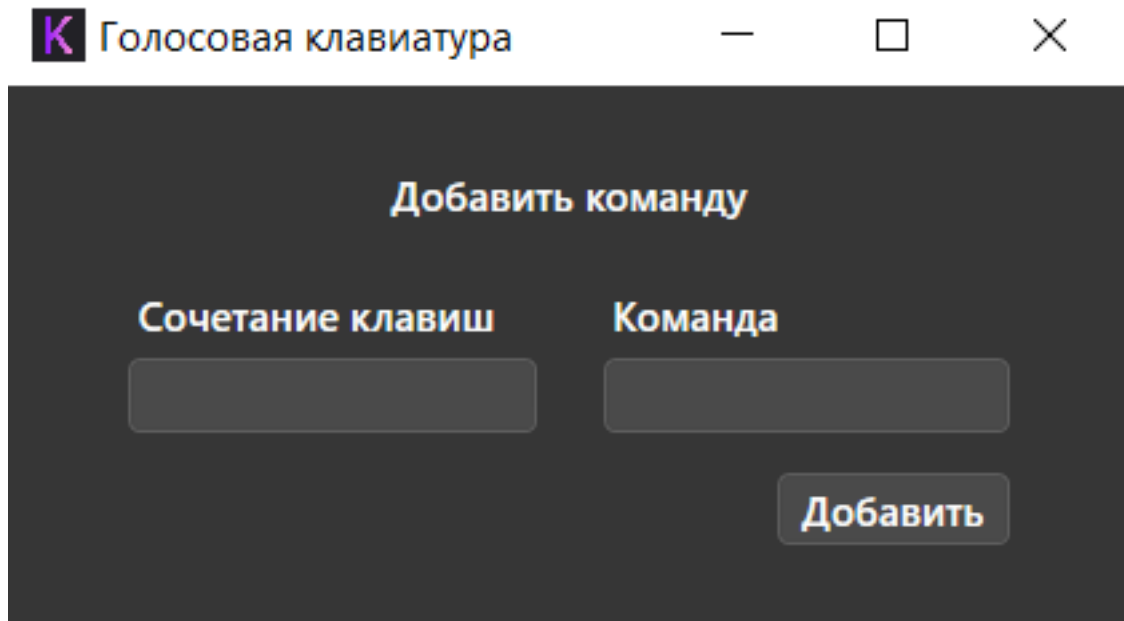 K Голосовая клавиатура
Добавить команду
Сочетание клавиш Команда
Добавить